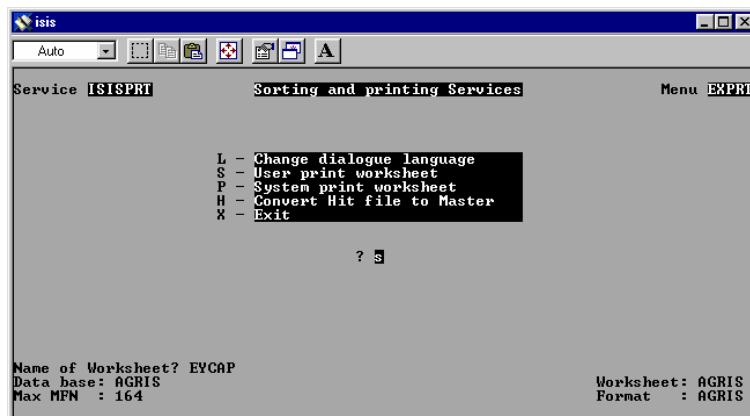 isis
Auto A
Service ISISPRT Sorting and printing Services Menu EXPRT
L - Change dialogue language
S - User print worksheet
P - System print worksheet
H - Convert Hit file to Master
X - Exit
? s
Name of Worksheet? EYCAP
Data base: AGRIS Worksheet: AGRIS
Max MFN : 164 Format : AGRIS